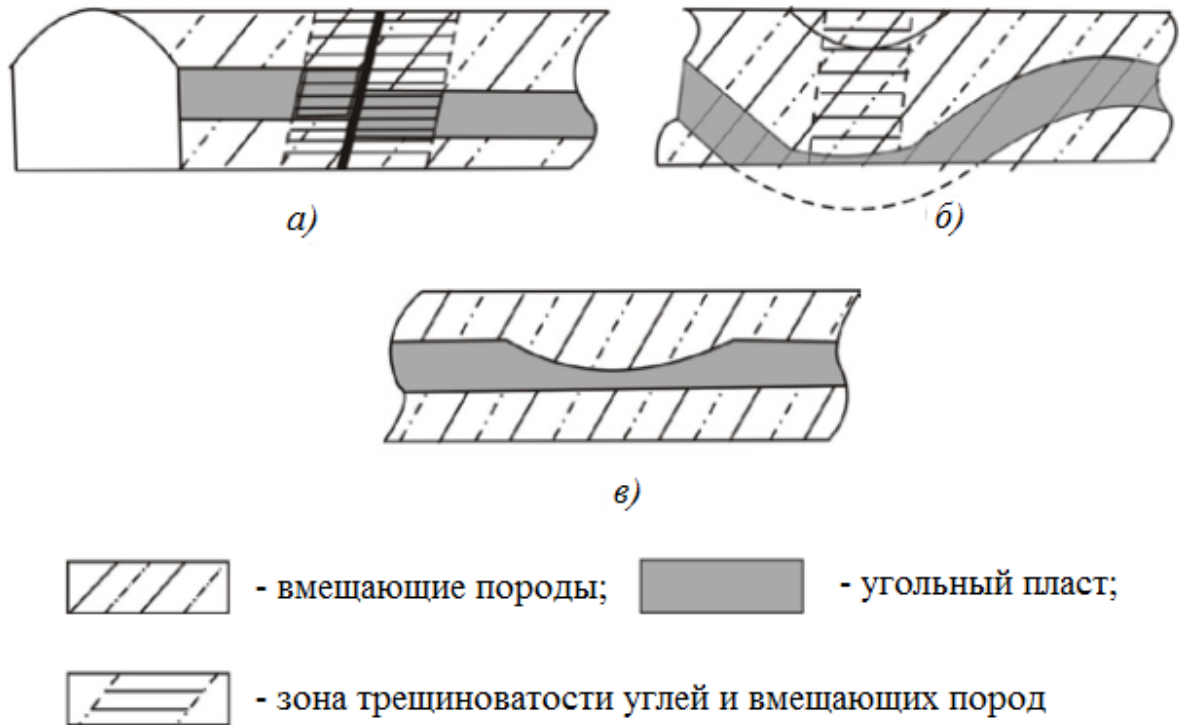 а)
б)
в)
- вмещающие породы;
- угольный пласт;
- зона трещиноватости углей и вмещающих пород